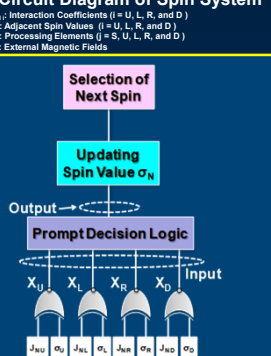 Circuit Diagram of Spin System
: Interaction Coefficients (i = U, L, R, and D )
: Adjacent Spin Values (i = U, L, R, and D )
: Processing Elements (j = S, U, L, R, and D )
: External Magnetic Fields
Selection of
Next Spin
Updating
Spin Value σN
Output
Prompt Decision Logic
Input
XU XL XR XD
JNU σU JNL σL JNR σR JND σD